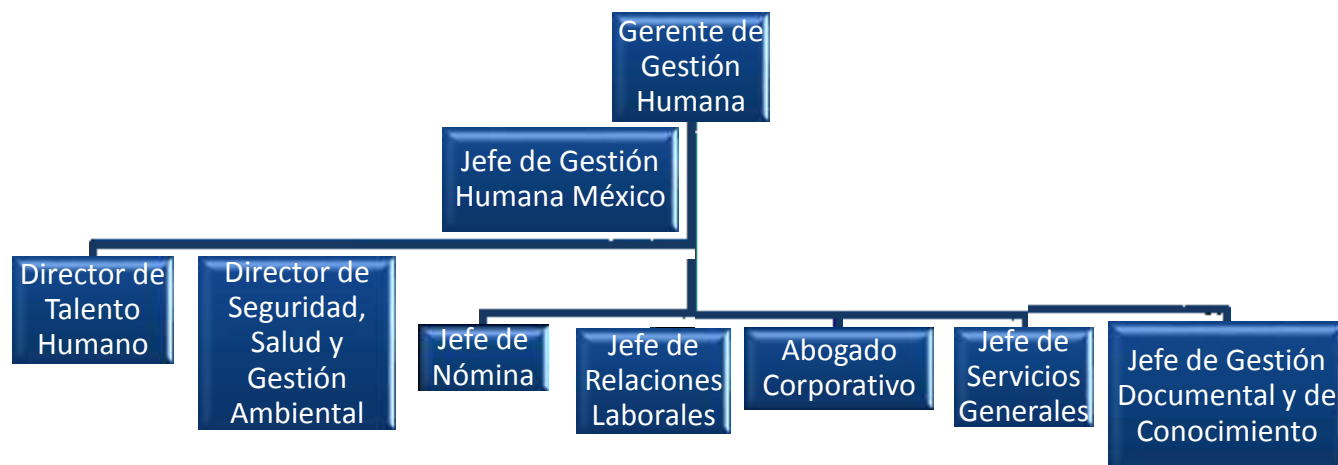 Gerente de
Gestión
Humana
Jefe de Gestión
Humana México
Director de
Talento
Humano
Director de
Seguridad,
Salud y
Gestión
Ambiental
Jefe de
Nómina
Jefe de
Relaciones
Laborales
Abogado
Corporativo
Jefe de
Servicios
Generales
Jefe de Gestión
Documental y de
Conocimiento